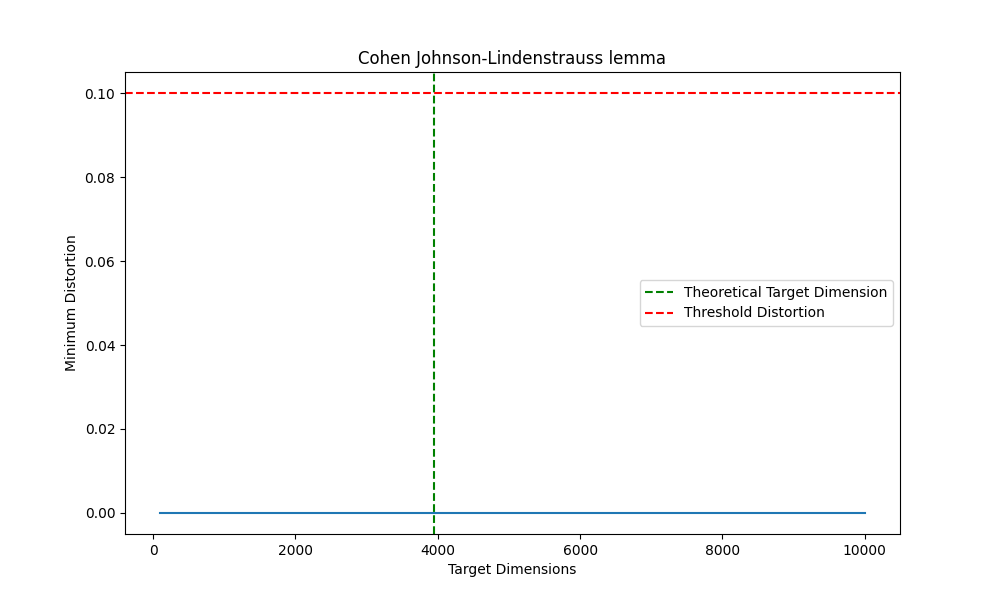 Cohen Johnson-Lindenstrauss lemma
0.10
0.08
0.06
0.04
0.02
0.00
Minimum Distortion
Theoretical Target Dimension
Threshold Distortion
0
2000
4000
6000
8000
10000
Target Dimensions